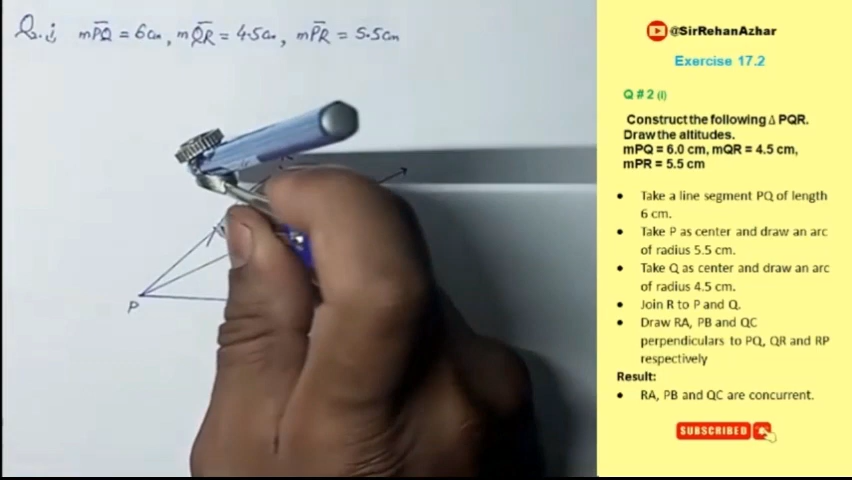 Q.i mPQ = 6cm, mQR = 4.5cm, mPR = 5.5cm
P
@SirRehanAzhar
Exercise 17.2
Q # 2 (I)
Construct the following Δ PQR.
Draw the altitudes.
mPQ = 6.0 cm, mQR = 4.5 cm,
mPR = 5.5 cm
• Take a line segment PQ of length
6 cm.
• Take P as center and draw an arc
of radius 5.5 cm.
• Take Q as center and draw an arc
of radius 4.5 cm.
• Join R to P and Q.
• Draw RA, PB and QC
perpendiculars to PQ, QR and RP
respectively
Result:
• RA, PB and QC are concurrent.
SUBSCRIBED